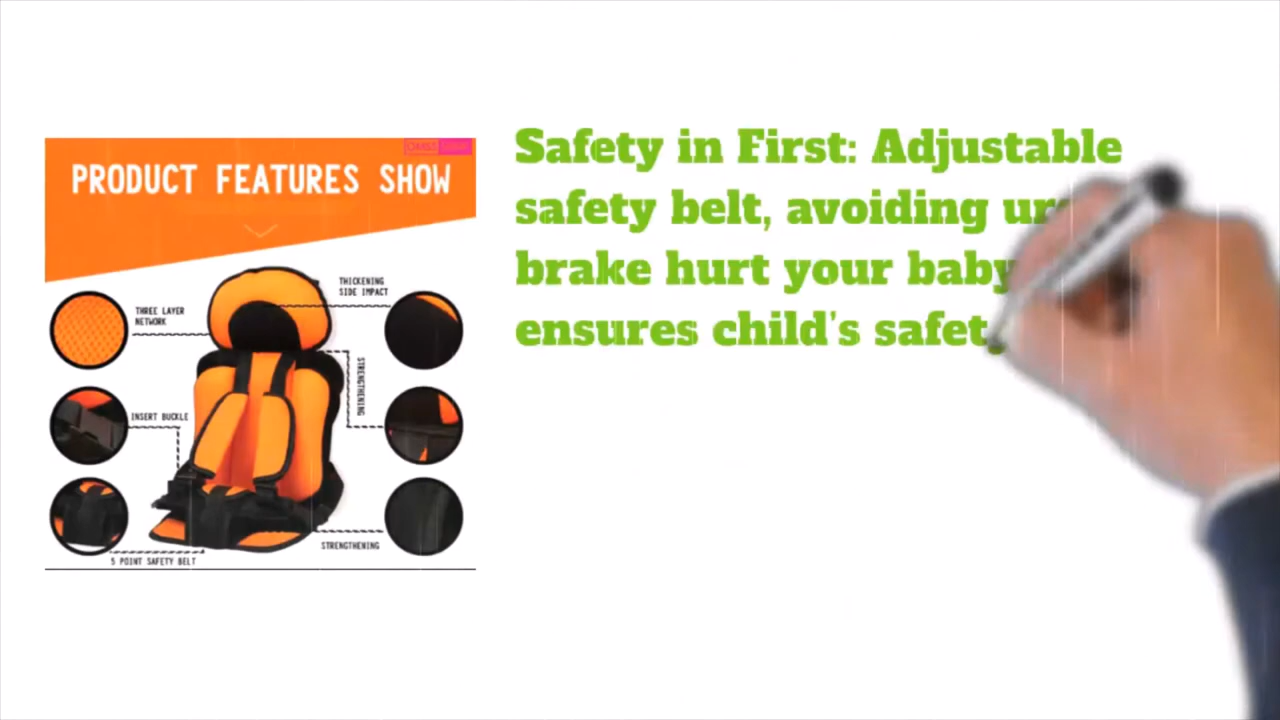 PRODUCT FEATURES SHOW
THICKENING
SIDE IMPACT
THREE LAYER
NETWORK
STRENGTHENING
INSERT BUCKLE
STRENGTHENING
5 POINT SAFETY BELT
Safety in First: Adjustable
safety belt, avoiding
brake hurt your baby
ensures child's